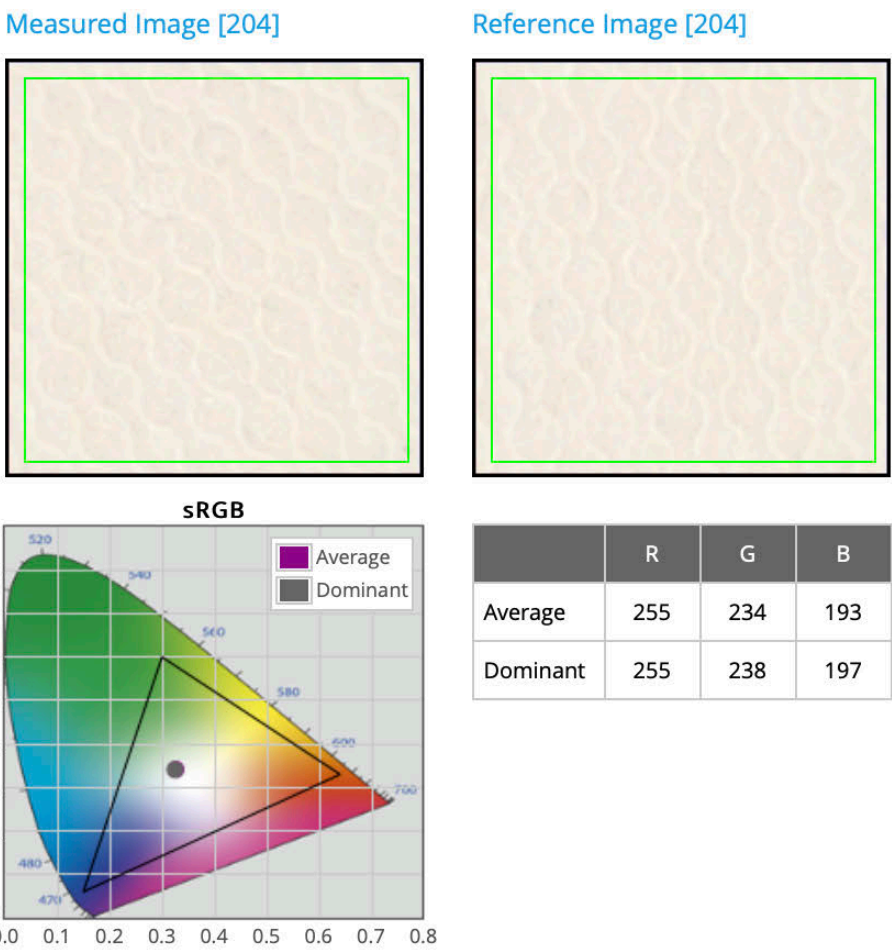 Measured Image [204]
Reference Image [204]
sRGB
520
540
560
580
600
700
480
470
Average
Dominant
0.1 0.2 0.3 0.4 0.5 0.6 0.7 0.8
R G B
Average 255 234 193
Dominant 255 238 197